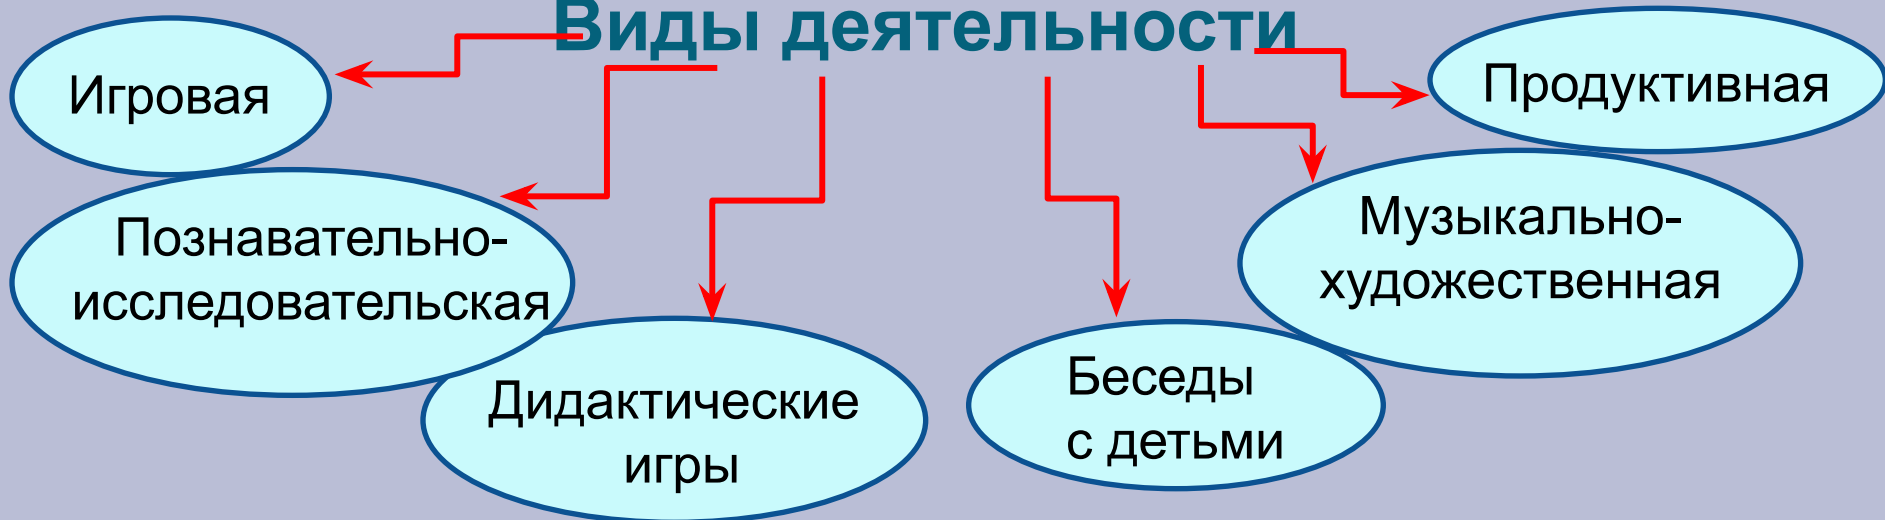 Виды деятельности
Игровая
Познавательно-
исследовательская
Дидактические
игры
Беседы
с детьми
Музыкально-
художественная
Продуктивная